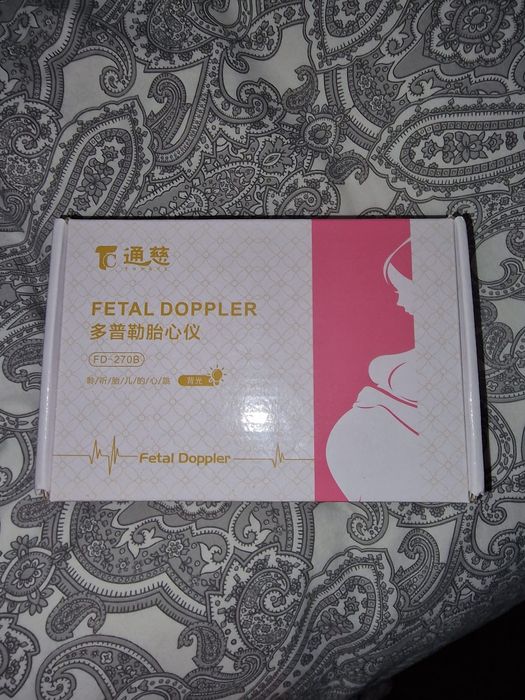 TC 通慈
FETAL DOPPLER
多普勒胎心仪
FD-270B
聆/听/胎/儿/的/心/跳 背光
Fetal Doppler